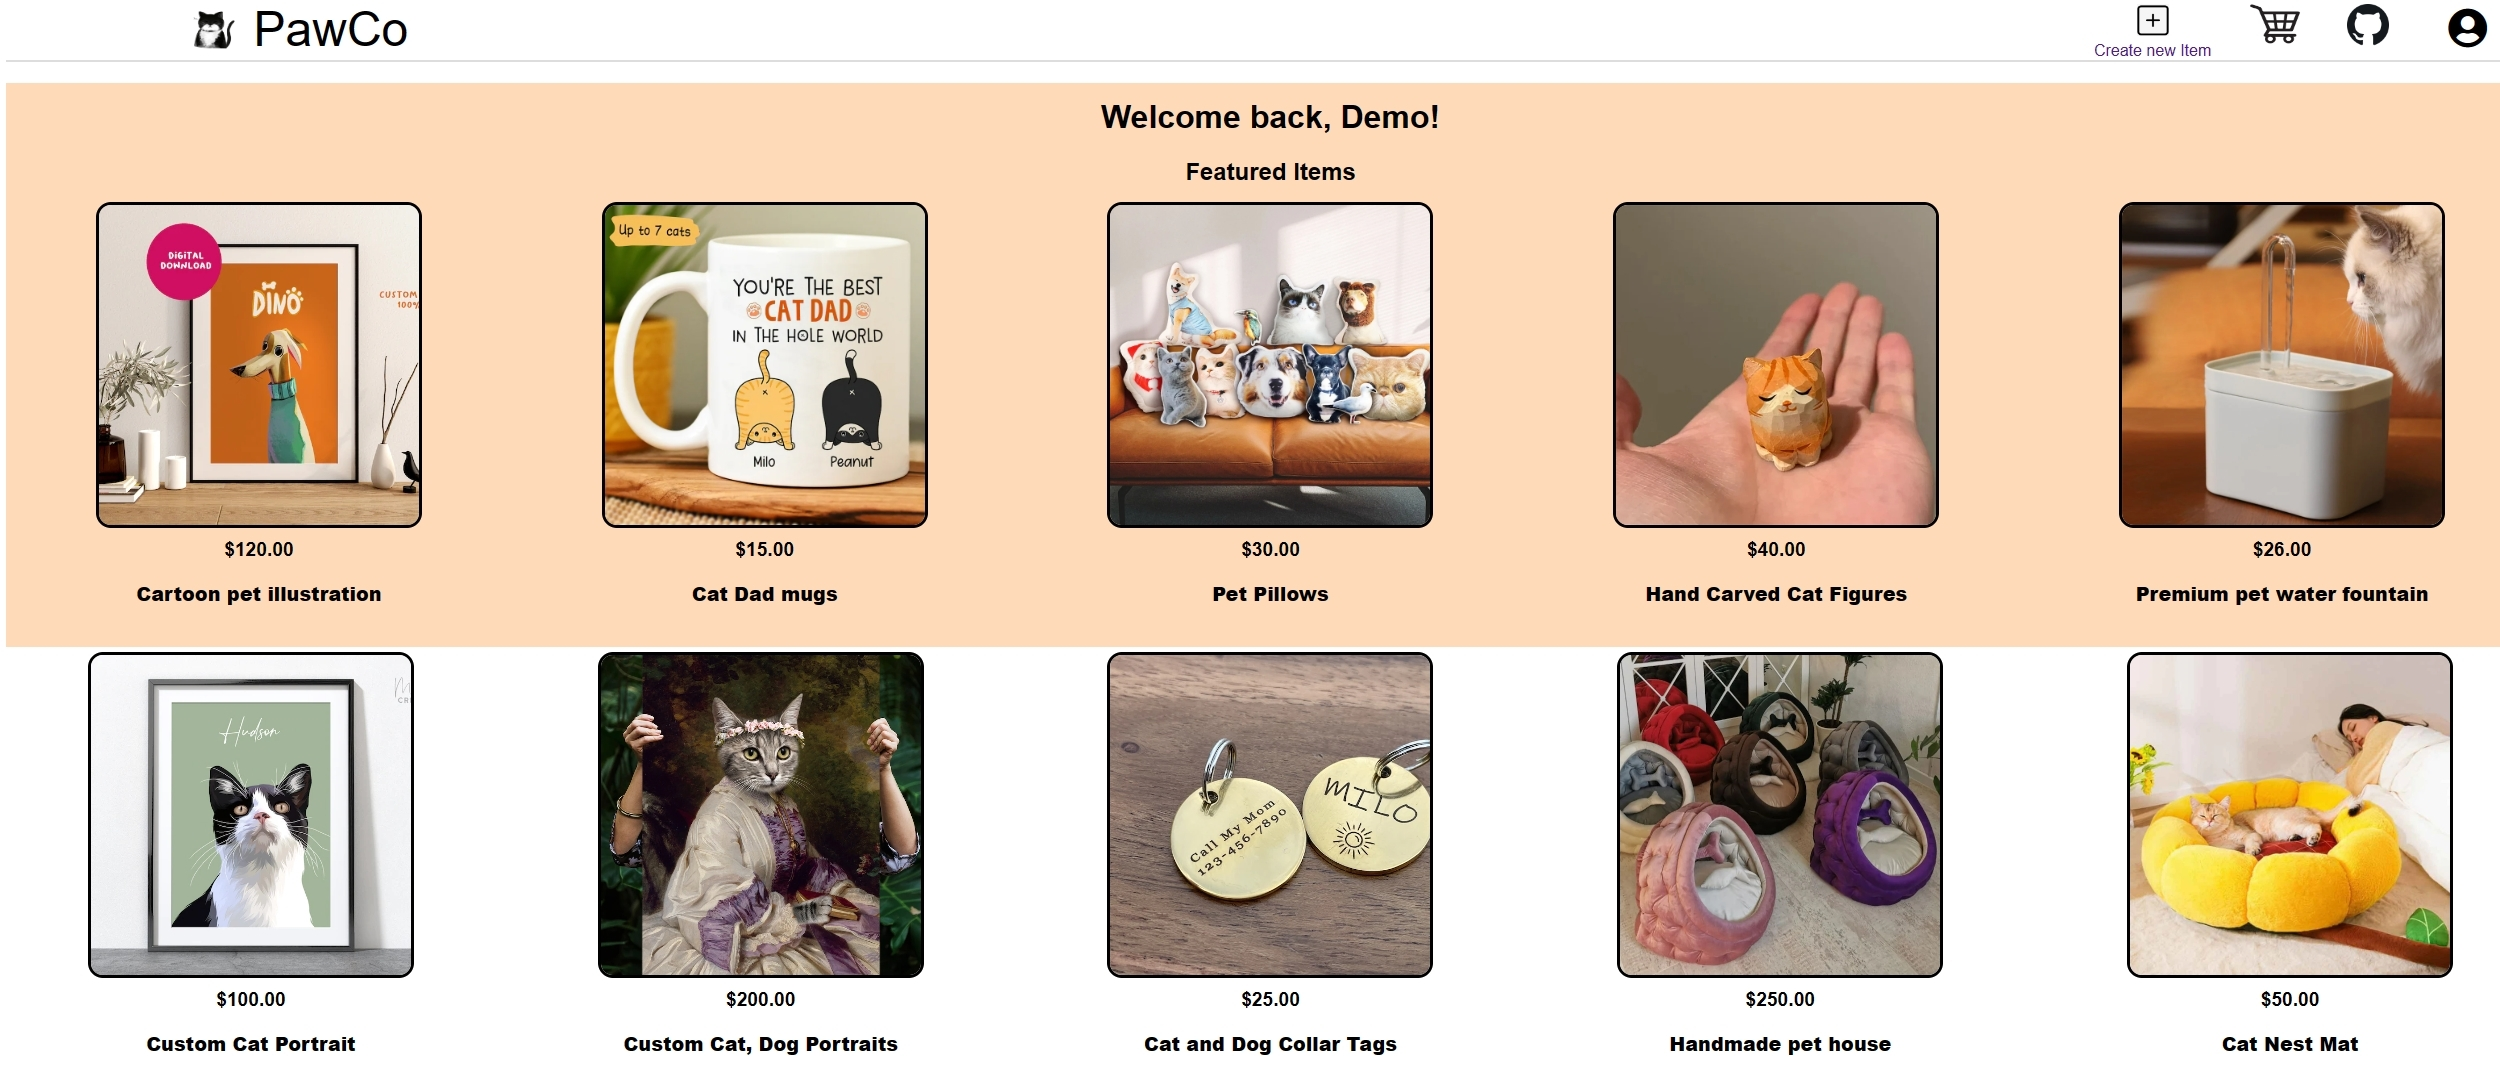 PawCo
Create new Item
Welcome back, Demo!
Featured Items
DIGITAL
DOWNLOAD
DINO
CUSTOM
100%
Up to 7 cats
YOU'RE THE BEST
CAT DAD
IN THE HOLE WORLD
Milo
Peanut
$120.00
$15.00
$30.00
$40.00
$26.00
Cartoon pet illustration
Cat Dad mugs
Pet Pillows
Hand Carved Cat Figures
Premium pet water fountain
Hudson
Call My Mom
123-456-7890
MILO
$100.00
$200.00
$25.00
$250.00
$50.00
Custom Cat Portrait
Custom Cat, Dog Portraits
Cat and Dog Collar Tags
Handmade pet house
Cat Nest Mat